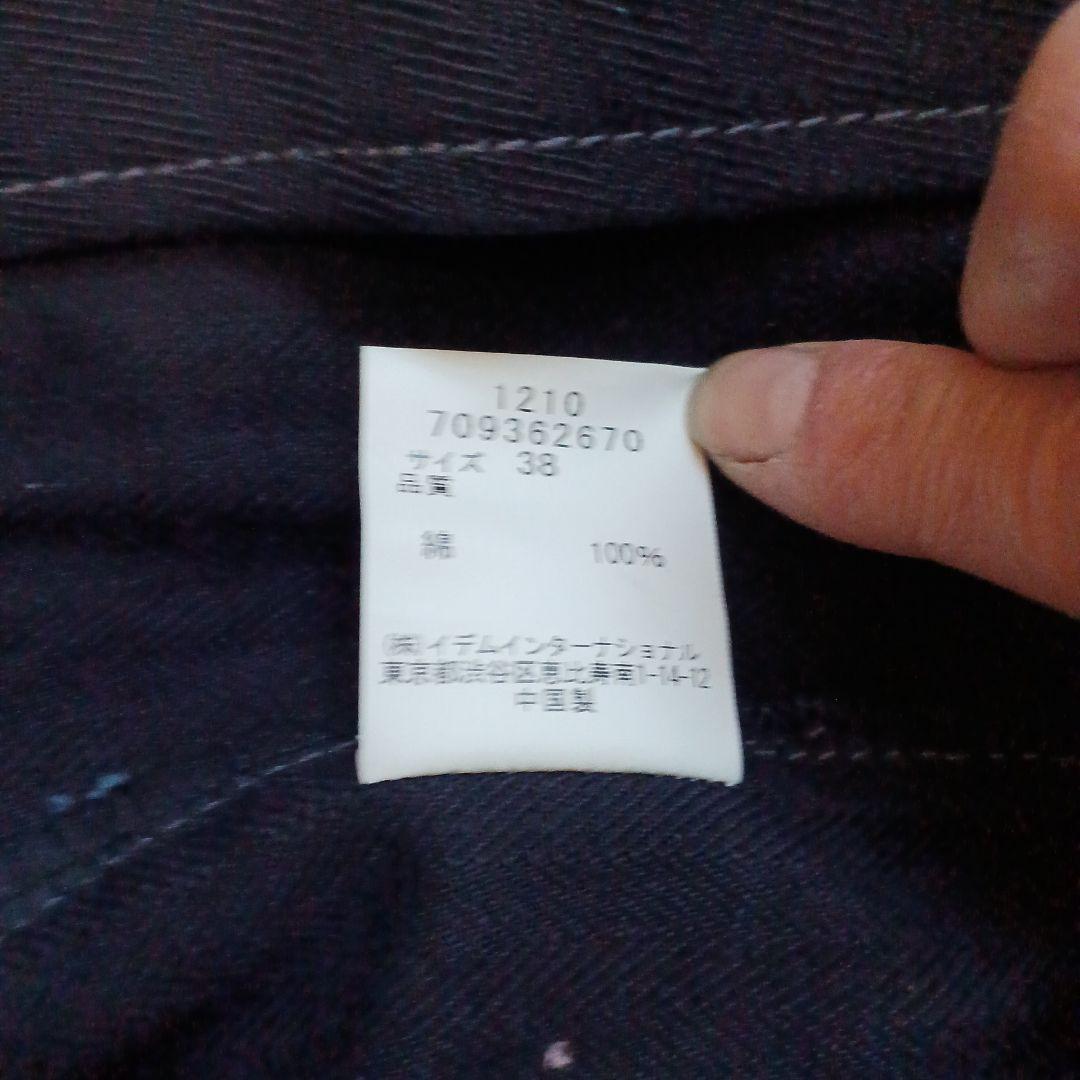 1210
709362670
サイズ 38
品質
綿 100%
(株)イデムインターナショナル
東京都渋谷区恵比寿南1-14-12
中国製